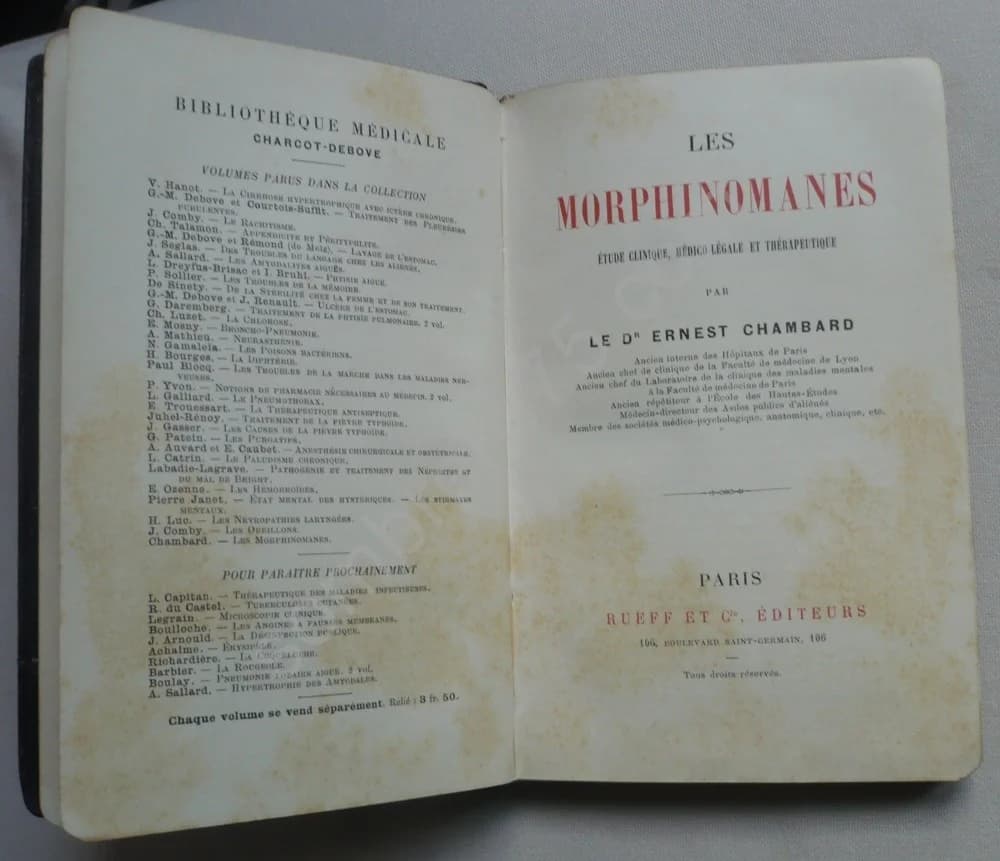 BIBLIOTHÈQUE MÉDICALE
CHARCOT-DEBOVE
VOLUMES PARUS DANS LA COLLECTION
V. Hanot. — La Cirrhose hypertrophique avec ictère chronique.
G.-M. Debove et Courtois-Suffit. — Traitement des Pleurésies
purulentes.
J. Comby. — Le Rachitisme.
Ch. Talamon. — Appendicite et Pérityphlite.
G.-M. Debove et Rémond (de Metz). — Lavage de l'estomac.
J. Seglas. — Des Troubles du langage chez les aliénés.
A. Sallard. — Les Amygdalites aiguës.
L. Dreyfus-Brisac et I. Bruhl. — Phtisie aiguë.
P. Sollier. — Les Troubles de la mémoire.
De Sinety. — De la Stérilité chez la femme et de son traitement.
G.-M. Debove et J. Renault. — Ulcère de l'estomac.
G. Daremberg. — Traitement de la phtisie pulmonaire. 2 vol.
Ch. Luzet. — La Chlorose.
E. Mosny. — Broncho-Pneumonie.
A. Mathieu. — Neurasthénie.
N. Gamaleïa. — Les Poisons bactériens.
H. Bourges. — La Diphtérie.
Paul Blocq. — Les Troubles de la marche dans les maladies ner-
veuses.
P. Yvon. — Notions de pharmacie nécessaires au médecin. 2 vol.
L. Galliard. — Le Pneumothorax.
E. Trouessart. — La Thérapeutique antiseptique.
Juhel-Rénoy. — Traitement de la fièvre typhoïde.
J. Gasser. — Les Causes de la fièvre typhoïde.
G. Patein. — Les Purgatifs.
A. Auvard et E. Caubet. — Anesthésie chirurgicale et obstétricale.
L. Catrin. — Le Paludisme chronique.
Labadie-Lagrave. — Pathogénie et traitement des Néphrites et
du mal de Bright.
E. Ozenne. — Les Hémorroïdes.
Pierre Janet. — État mental des hystériques. — Les stigmates
mentaux.
H. Luc. — Les Névropathies laryngées.
J. Comby. — Les Oreillons.
Chambard. — Les Morphinomanes.
POUR PARAITRE PROCHAINEMENT
L. Capitan. — Thérapeutique des maladies infectieuses.
R. du Castel. — Tuberculoses cutanées.
Legrain. — Microscopie clinique.
Boulloche. — Les Angines a fausses membranes.
J. Arnould. — La Désinfection publique.
Achalme. — Erysipèle.
Richardière. — La Coqueluche.
Barbier. — La Rougeole.
Boulay. — Pneumonie lobaire aiguë. 2 vol.
A. Sallard. — Hypertrophie des Amygdales.
Chaque volume se vend séparément. Relié : 3 fr. 50.
LES
MORPHINOMANES
ÉTUDE CLINIQUE, MÉDICO LÉGALE ET THÉRAPEUTIQUE
PAR
LE Dr ERNEST CHAMBARD
Ancien interne des Hôpitaux de Paris
Ancien chef de clinique de la Faculté de médecine de Lyon
Ancien chef du Laboratoire de la clinique des maladies mentales
à la Faculté de médecine de Paris
Ancien répétiteur à l'École des Hautes-Études
Médecin-directeur des Asiles publics d'aliénés
Membre des sociétés médico-psychologique, anatomique, clinique, etc.
PARIS
RUEFF ET Cie, ÉDITEURS
106, BOULEVARD SAINT-GERMAIN, 106
Tous droits réservés.